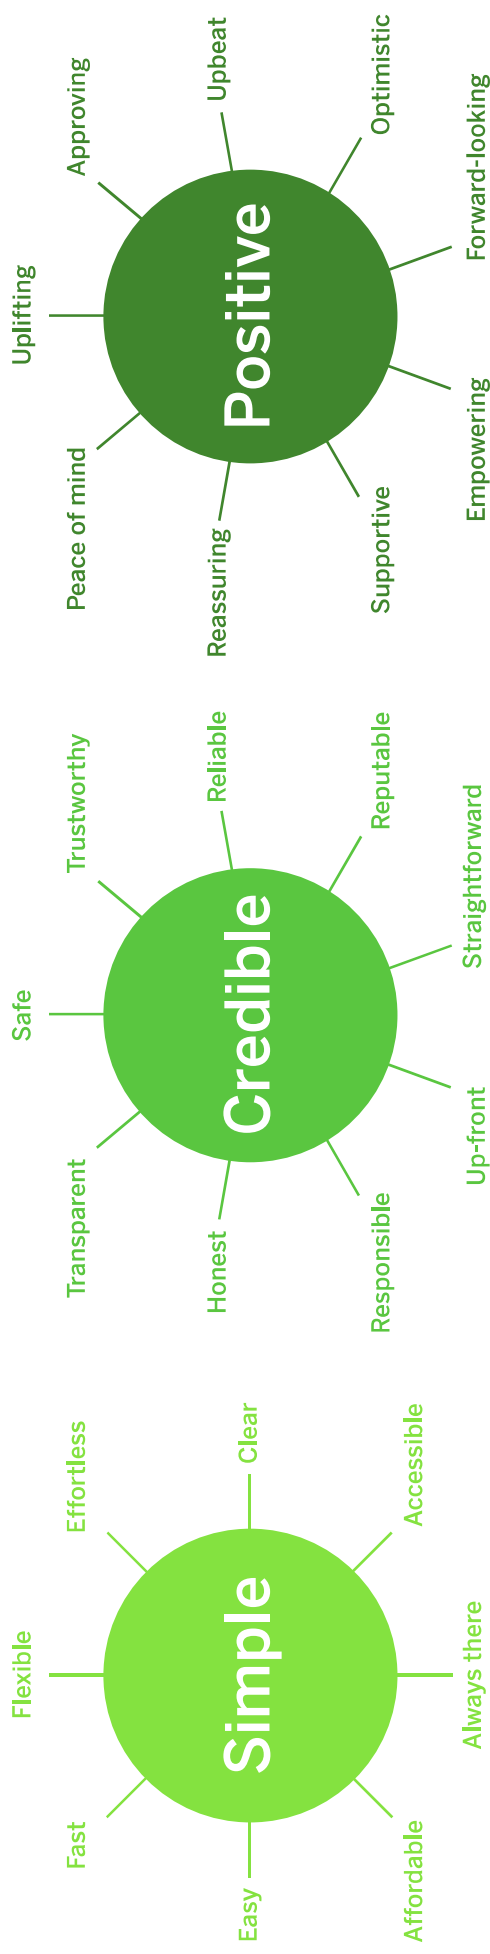 Simple
Flexible
Effortless
Clear
Accessible
Always there
Affordable
Easy
Fast
Credible
Safe
Trustworthy
Reliable
Reputable
Straightforward
Up-front
Responsible
Honest
Transparent
Positive
Uplifting
Approving
Upbeat
Optimistic
Forward-looking
Empowering
Supportive
Reassuring
Peace of mind